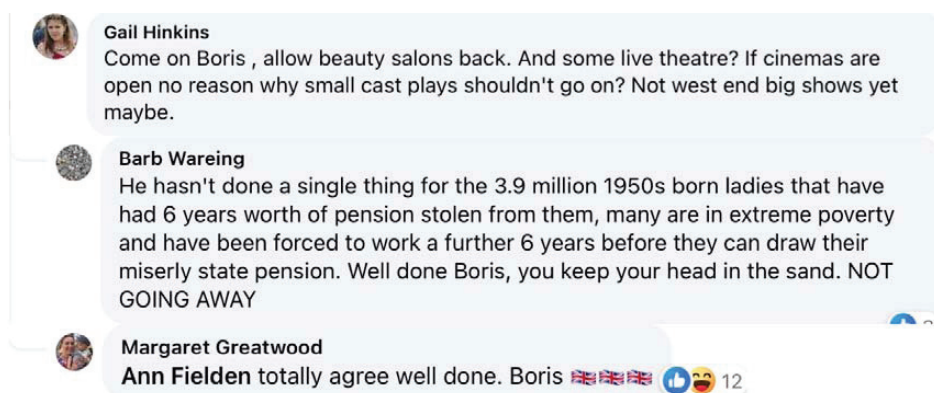 Gail Hinkins
Come on Boris , allow beauty salons back. And some live theatre? If cinemas are
open no reason why small cast plays shouldn't go on? Not west end big shows yet
maybe.
Barb Wareing
He hasn't done a single thing for the 3.9 million 1950s born ladies that have
had 6 years worth of pension stolen from them, many are in extreme poverty
and have been forced to work a further 6 years before they can draw their
miserly state pension. Well done Boris, you keep your head in the sand. NOT
GOING AWAY
Margaret Greatwood
Ann Fielden totally agree well done. Boris 🇬🇧🇬🇧🇬🇧 12